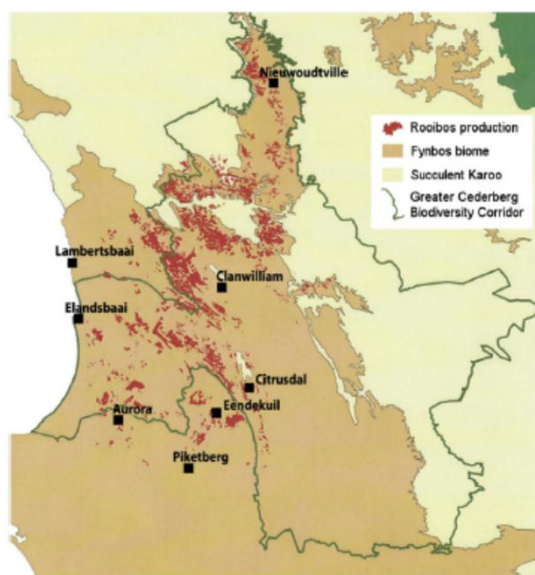 Nieuwoudtville
Rooibos production
Fynbos biome
Succulent Karoo
Greater Cederberg
Biodiversity Corridor
Lambertsbaai
Clanwilliam
Elandsbaai
Citrusdal
Eendekuil
Aurora
Piketberg